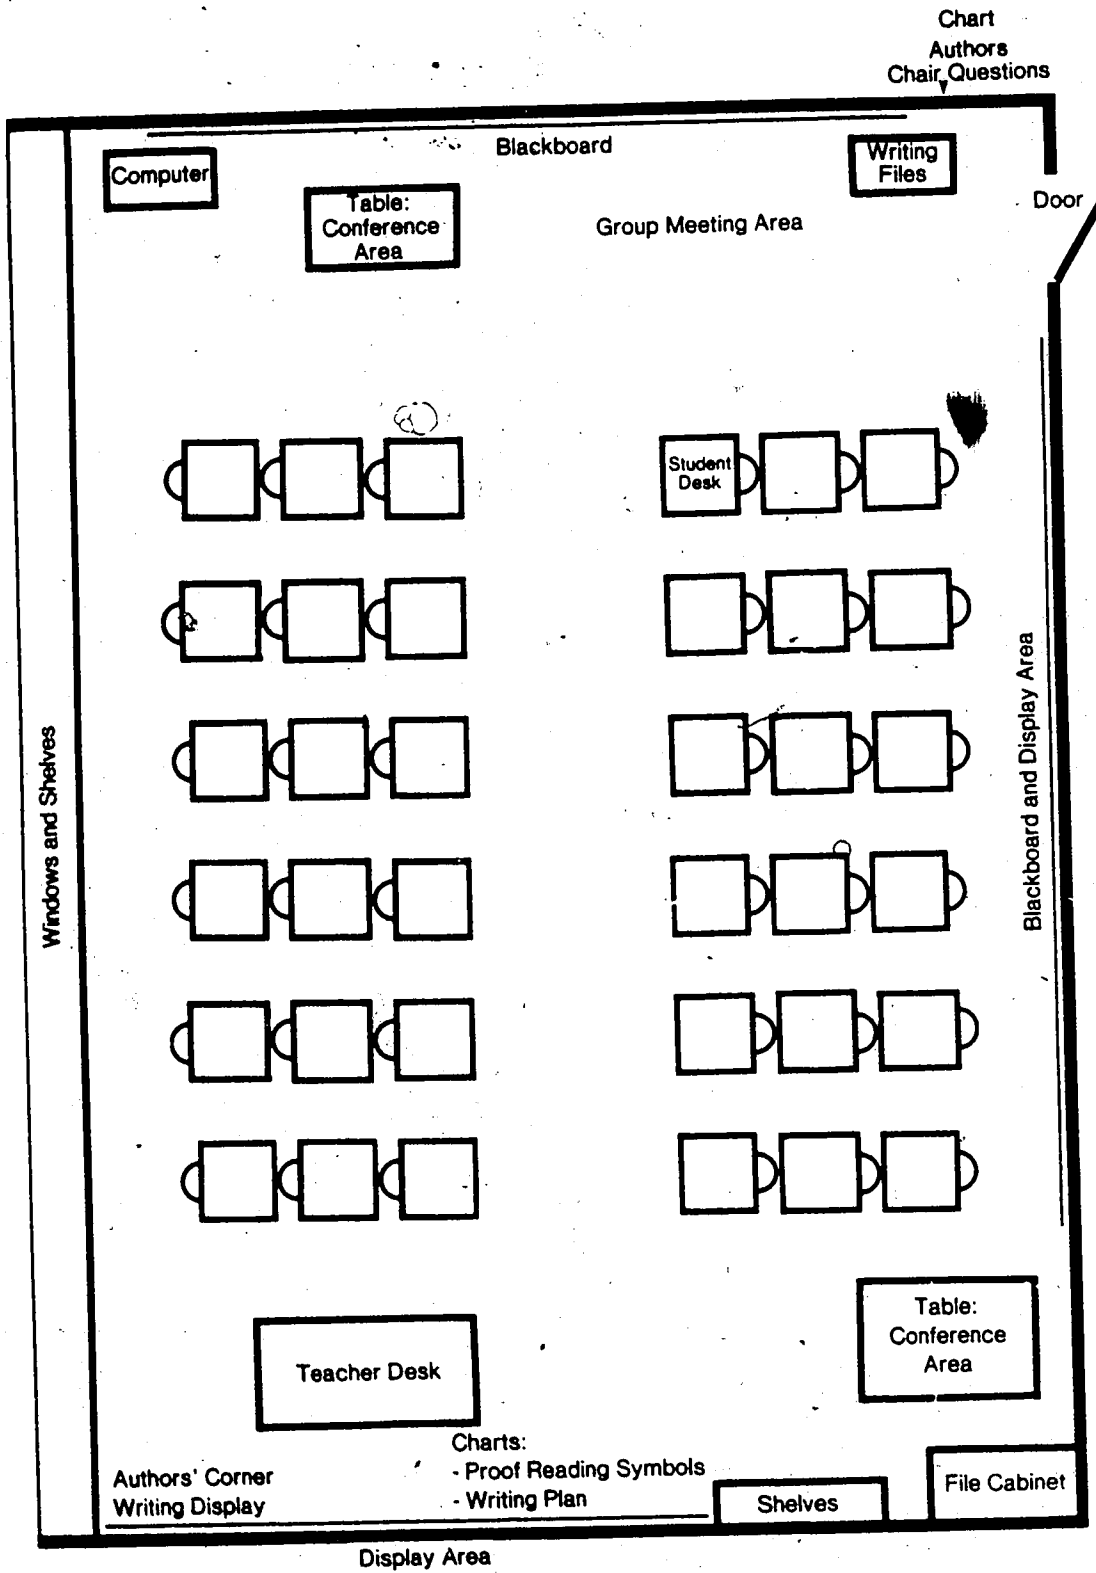 Chart
Authors
Chair Questions
Blackboard
Computer
Writing
Files
Table:
Conference
Area
Group Meeting Area
Door
Student
Desk
Windows and Shelves
Blackboard and Display Area
Table:
Conference
Area
Teacher Desk
Charts:
- Proof Reading Symbols
- Writing Plan
Authors' Corner
Writing Display
Shelves
File Cabinet
Display Area